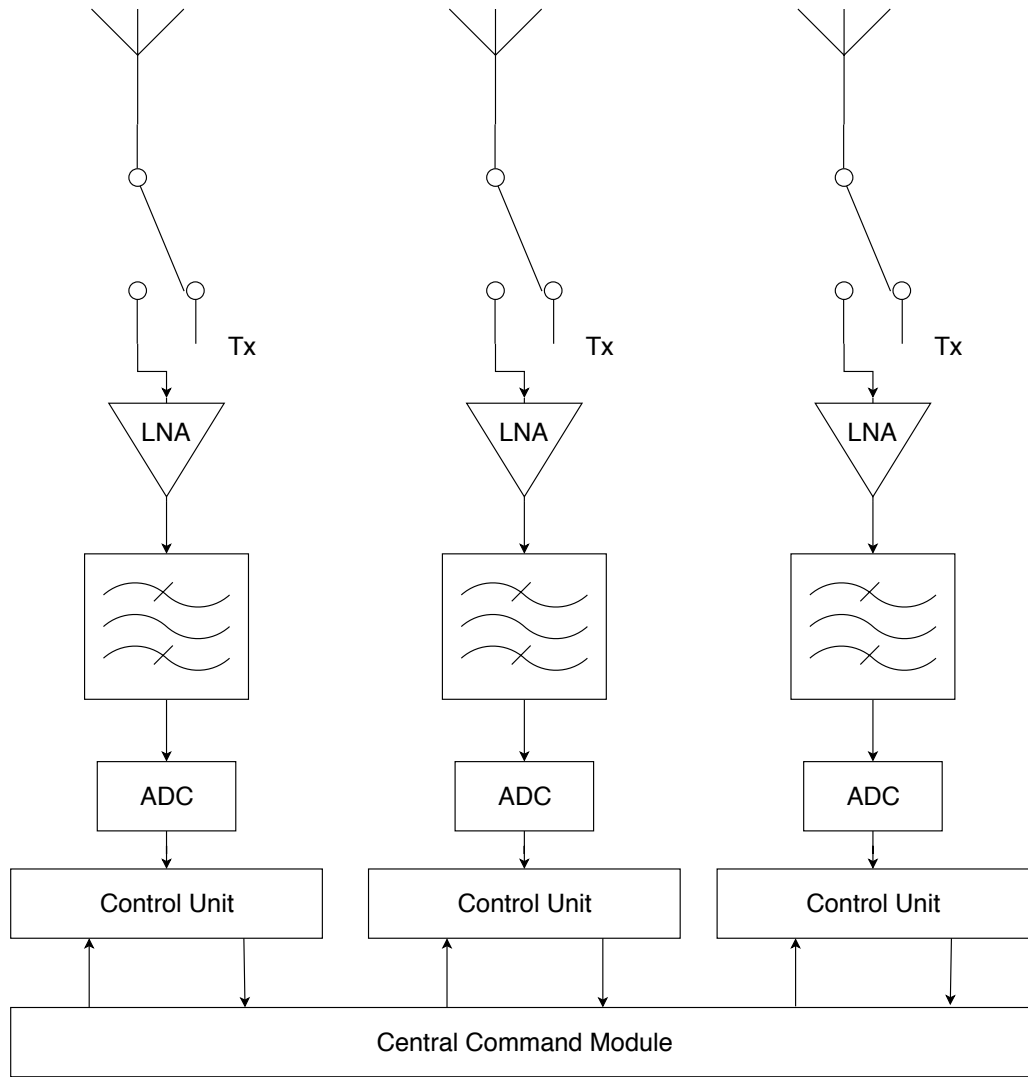 Tx Tx Tx
LNA LNA LNA
ADC ADC ADC
Control Unit Control Unit Control Unit
Central Command Module